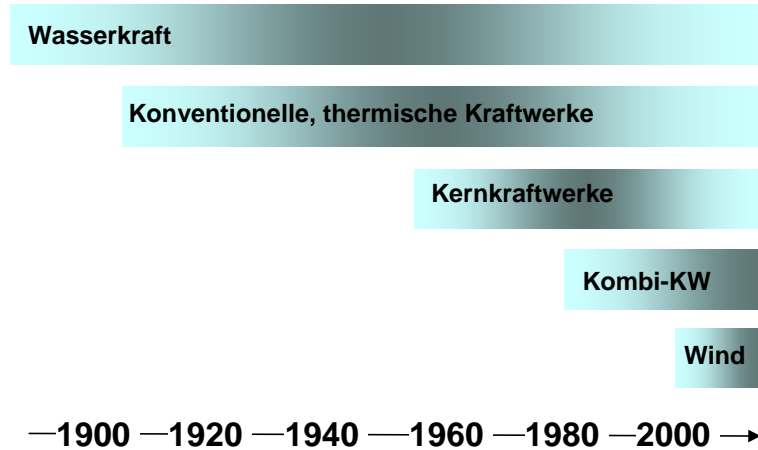 Wasserkraft
Konventionelle, thermische Kraftwerke
Kernkraftwerke
Kombi-KW
Wind
1900 1920 1940 1960 1980 2000